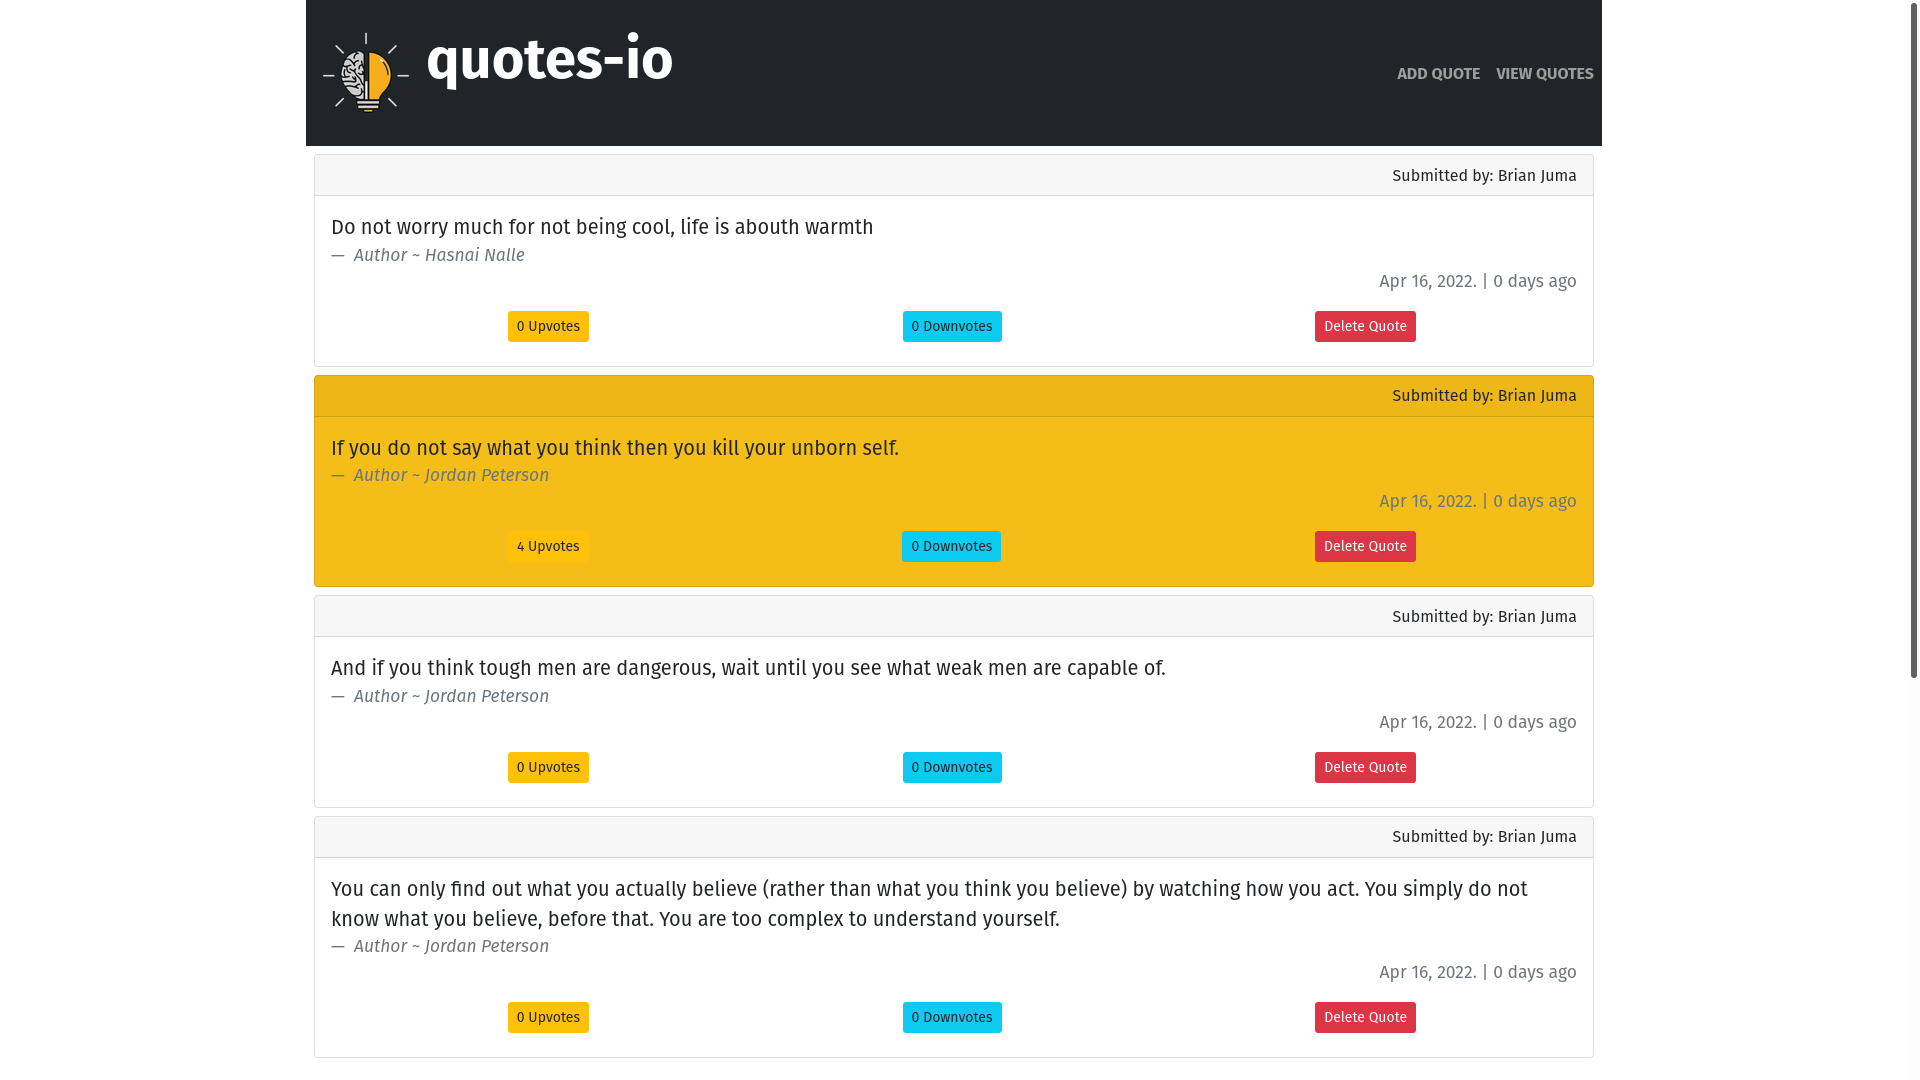 quotes-io
ADD QUOTE
VIEW QUOTES
Submitted by: Brian Juma
Do not worry much for not being cool, life is abouth warmth
— Author ~ Hasnai Nalle
Apr 16, 2022. | 0 days ago
0 Upvotes
0 Downvotes
Delete Quote
Submitted by: Brian Juma
If you do not say what you think then you kill your unborn self.
— Author ~ Jordan Peterson
Apr 16, 2022. | 0 days ago
4 Upvotes
0 Downvotes
Delete Quote
Submitted by: Brian Juma
And if you think tough men are dangerous, wait until you see what weak men are capable of.
— Author ~ Jordan Peterson
Apr 16, 2022. | 0 days ago
0 Upvotes
0 Downvotes
Delete Quote
Submitted by: Brian Juma
You can only find out what you actually believe (rather than what you think you believe) by watching how you act. You simply do not
know what you believe, before that. You are too complex to understand yourself.
— Author ~ Jordan Peterson
Apr 16, 2022. | 0 days ago
0 Upvotes
0 Downvotes
Delete Quote